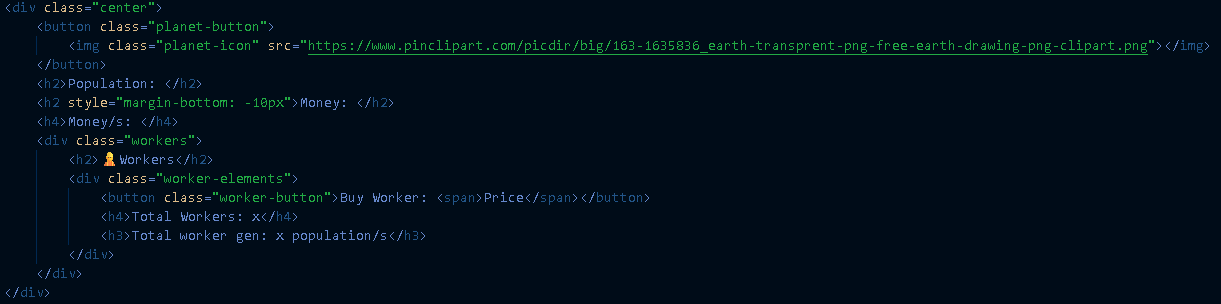 <div class="center">
<button class="planet-button">
<img class="planet-icon" src="https://www.pinclipart.com/picdir/big/163-1635836_earth-transprent-png-free-earth-drawing-png-clipart.png"></img>
</button>
<h2>Population: </h2>
<h2 style="margin-bottom: -10px">Money: </h2>
<h4>Money/s: </h4>
<div class="workers">
<h2>👷Workers</h2>
<div class="worker-elements">
<button class="worker-button">Buy Worker: <span>Price</span></button>
<h4>Total Workers: x</h4>
<h3>Total worker gen: x population/s</h3>
</div>
</div>
</div>